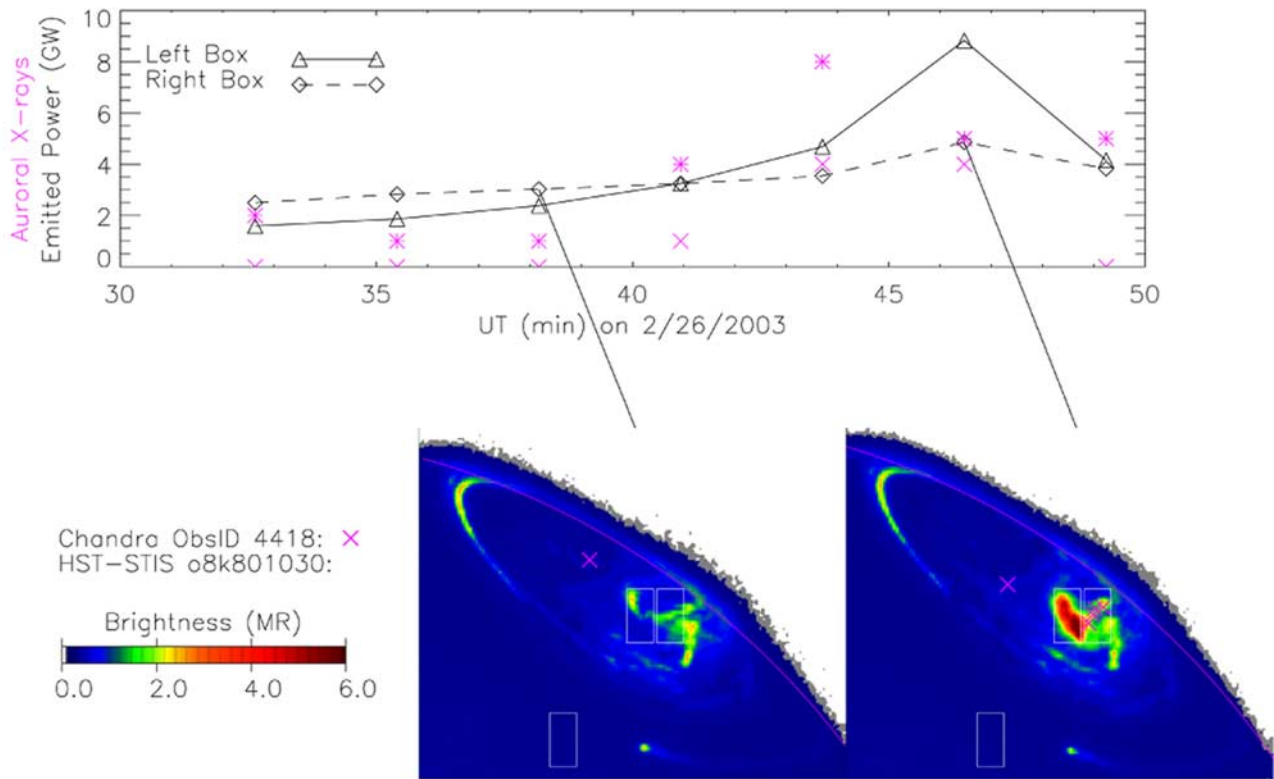 Auroral X-rays
Emitted Power (GW)
10
8
6
4
2
0
Left Box
Right Box
30 35 40 45 50
UT (min) on 2/26/2003
Chandra ObsID 4418:
HST-STIS o8k801030:
Brightness (MR)
0.0 2.0 4.0 6.0